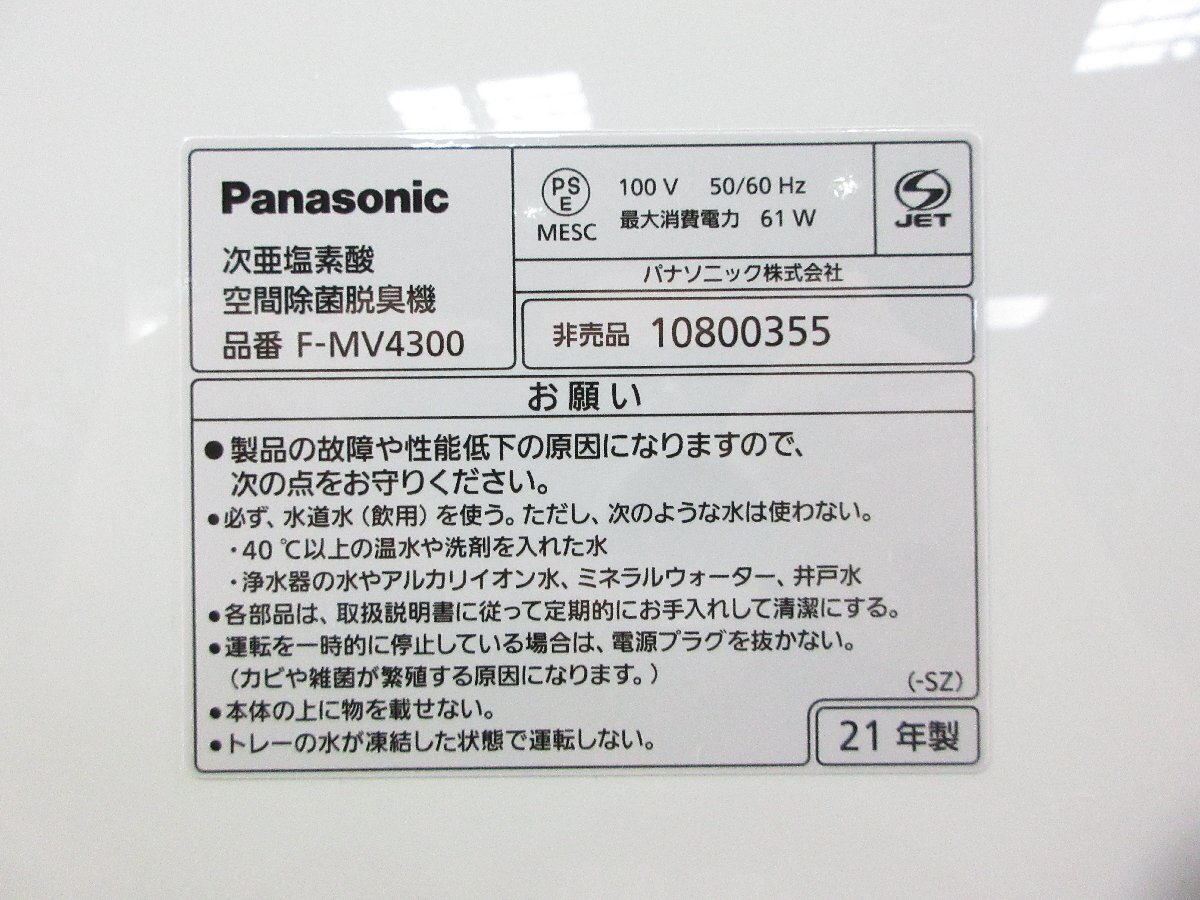 Panasonic
次亜塩素酸
空間除菌脱臭機
品番 F-MV4300
PS
E
MESC
100 V 50/60 Hz
最大消費電力 61 W
JET
パナソニック株式会社
非売品 10800355
お願い
●製品の故障や性能低下の原因になりますので、
次の点をお守りください。
●必ず、水道水(飲用)を使う。ただし、次のような水は使わない。
・40 ℃以上の温水や洗剤を入れた水
・浄水器の水やアルカリイオン水、ミネラルウォーター、井戸水
●各部品は、取扱説明書に従って定期的にお手入れして清潔にする。
●運転を一時的に停止している場合は、電源プラグを抜かない。
(カビや雑菌が繁殖する原因になります。)
(-SZ)
●本体の上に物を載せない。
●トレーの水が凍結した状態で運転しない。
21 年製